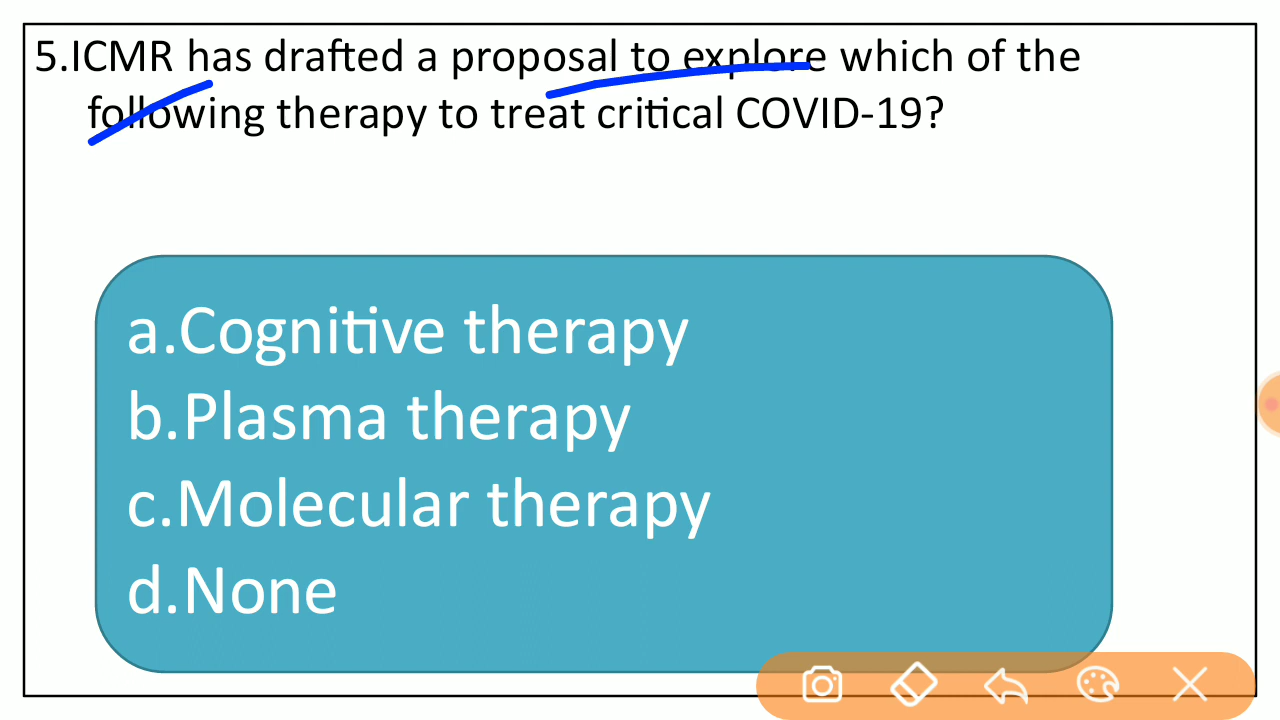 5.ICMR has drafted a proposal to explore which of the
following therapy to treat critical COVID-19?
a.Cognitive therapy
b.Plasma therapy
c.Molecular therapy
d.None